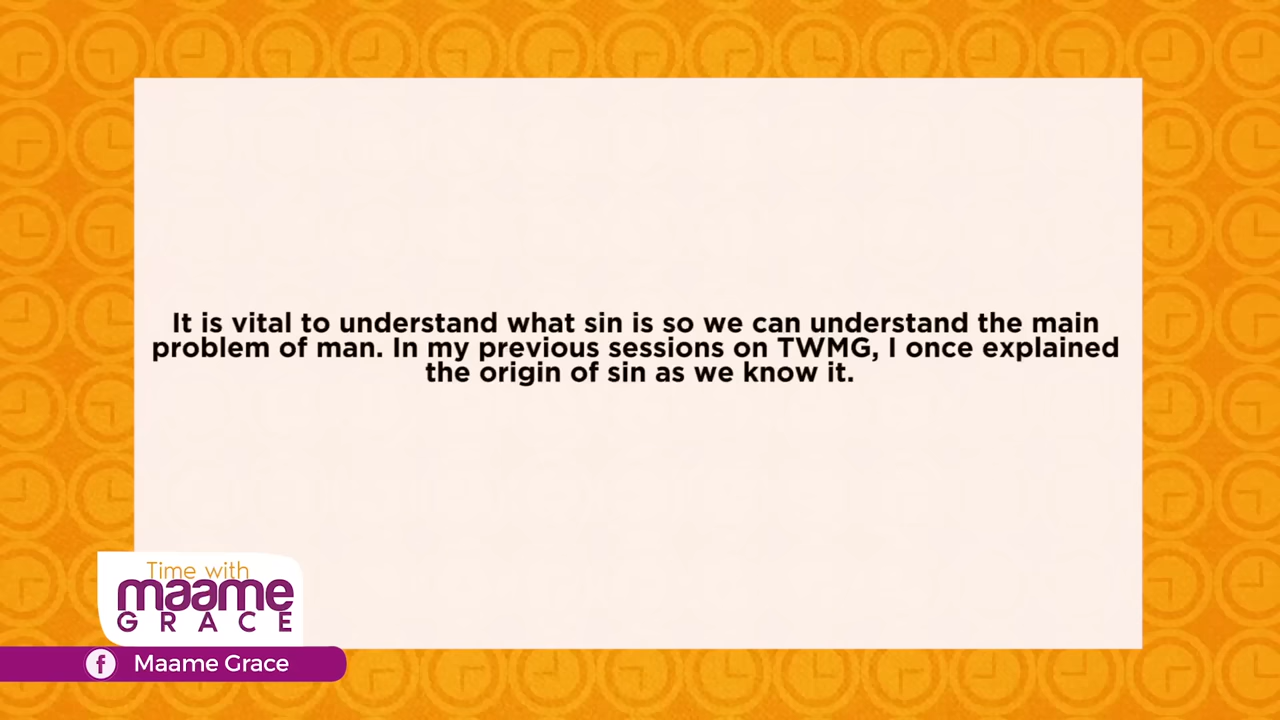 It is vital to understand what sin is so we can understand the main
problem of man. In my previous sessions on TWMG, I once explained
the origin of sin as we know it.
Time with
maame
GRACE
f Maame Grace